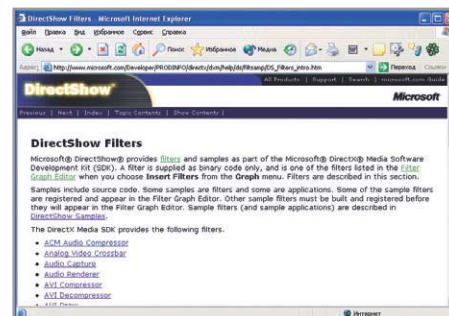 DirectShow Filters - Microsoft Internet Explorer
Файл Правка Вид Избранное Сервис Справка
Назад Поиск Избранное Медиа
Адрес: http://www.microsoft.com/Developer/PRODINFO/directx/dxm/help/ds/filtsamp/DS_Filters_intro.htm Переход Ссылки
All Products | Support | Search | microsoft.com Guide
DirectShow
Microsoft
Previous | Next | Index | Topic Contents | Show Contents |
DirectShow Filters
Microsoft® DirectShow® provides filters and samples as part of the Microsoft® DirectX® Media Software
Development Kit (SDK). A filter is supplied as binary code only, and is one of the filters listed in the Filter
Graph Editor when you choose Insert Filters from the Graph menu. Filters are described in this section.
Samples include source code. Some samples are filters and some are applications. Some of the sample filters
are registered and appear in the Filter Graph Editor. Other sample filters must be built and registered before
they will appear in the Filter Graph Editor. Sample filters (and sample applications) are described in
DirectShow Samples.
The DirectX Media SDK provides the following filters.
• ACM Audio Compressor
• Analog Video Crossbar
• Audio Capture
• Audio Renderer
• AVI Compressor
• AVI Decompressor
Интернет